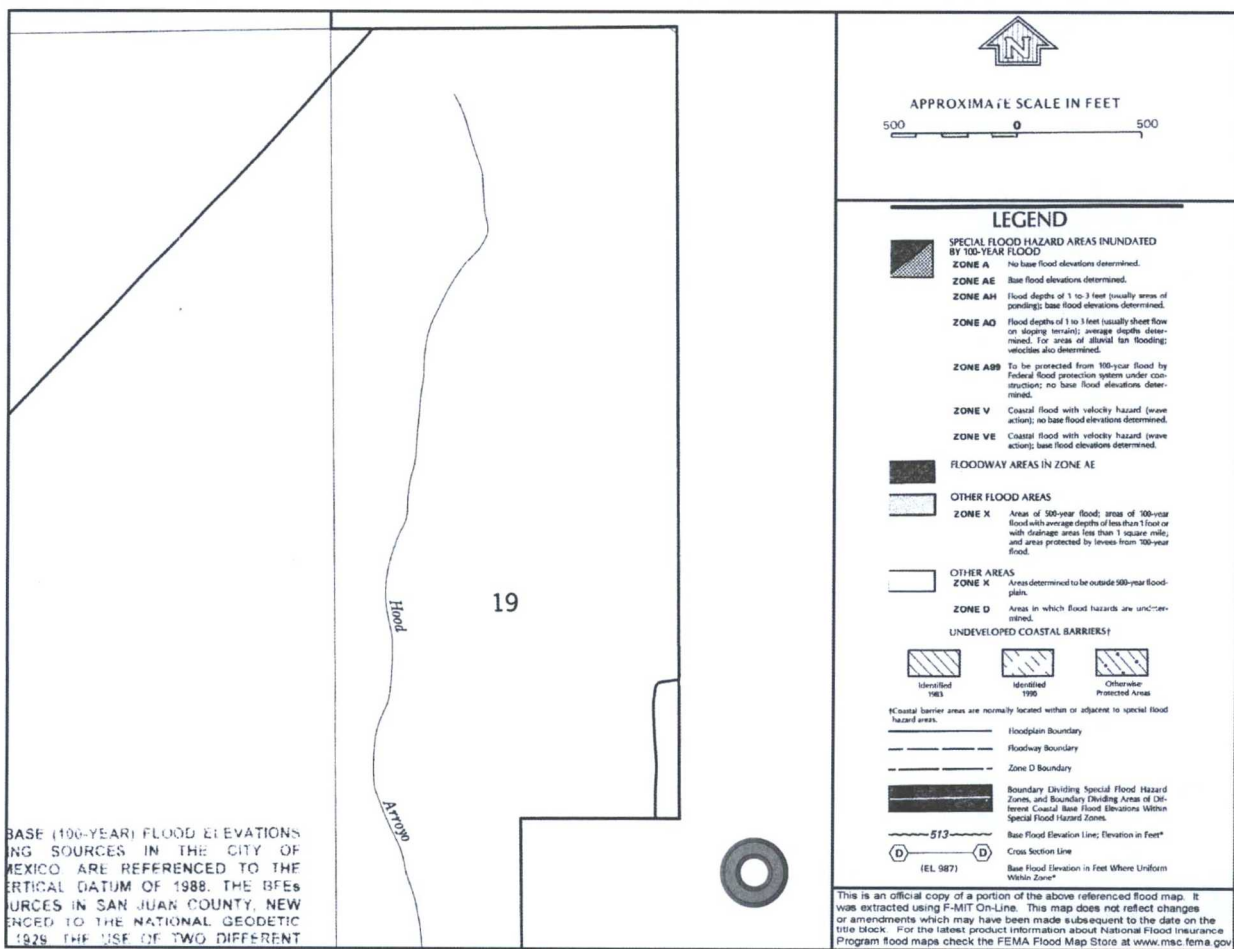 N
APPROXIMATE SCALE IN FEET
500 0 500
LEGEND
SPECIAL FLOOD HAZARD AREAS INUNDATED
BY 100-YEAR FLOOD
ZONE A No base flood elevations determined.
ZONE AE Base flood elevations determined.
ZONE AH Flood depths of 1 to 3 feet (usually areas of
ponding); base flood elevations determined.
ZONE AO Flood depths of 1 to 3 feet (usually sheet flow
on sloping terrain); average depths deter-
mined. For areas of alluvial fan flooding;
velocities also determined.
ZONE A99 To be protected from 100-year flood by
Federal flood protection system under con-
struction; no base flood elevations deter-
mined.
ZONE V Coastal flood with velocity hazard (wave
action); no base flood elevations determined.
ZONE VE Coastal flood with velocity hazard (wave
action); base flood elevations determined.
FLOODWAY AREAS IN ZONE AE
OTHER FLOOD AREAS
ZONE X Areas of 500-year flood; areas of 100-year
flood with average depths of less than 1 foot or
with drainage areas less than 1 square mile;
and areas protected by levees from 100-year
flood.
OTHER AREAS
ZONE X Areas determined to be outside 500-year flood-
plain.
ZONE D Areas in which flood hazards are undeter-
mined.
UNDEVELOPED COASTAL BARRIERS†
Identified
1983
Identified
1990
Otherwise
Protected Areas
†Coastal barrier areas are normally located within or adjacent to special flood
hazard areas.
Floodplain Boundary
Floodway Boundary
Zone D Boundary
Boundary Dividing Special Flood Hazard
Zones, and Boundary Dividing Areas of Dif-
ferent Coastal Base Flood Elevations Within
Special Flood Hazard Zones.
513 Base Flood Elevation Line; Elevation in Feet*
D D Cross Section Line
(EL 987) Base Flood Elevation in Feet Where Uniform
Within Zone*
Hood
19
Arroyo
BASE (100-YEAR) FLOOD ELEVATIONS
ING SOURCES IN THE CITY OF
MEXICO ARE REFERENCED TO THE
ERTICAL DATUM OF 1988. THE BFEs
URCES IN SAN JUAN COUNTY, NEW
ENCED TO THE NATIONAL GEODETIC
1929. THE USE OF TWO DIFFERENT
This is an official copy of a portion of the above referenced flood map. It
was extracted using F-MIT On-Line. This map does not reflect changes
or amendments which may have been made subsequent to the date on the
title block. For the latest product information about National Flood Insurance
Program flood maps check the FEMA Flood Map Store at www.msc.fema.gov